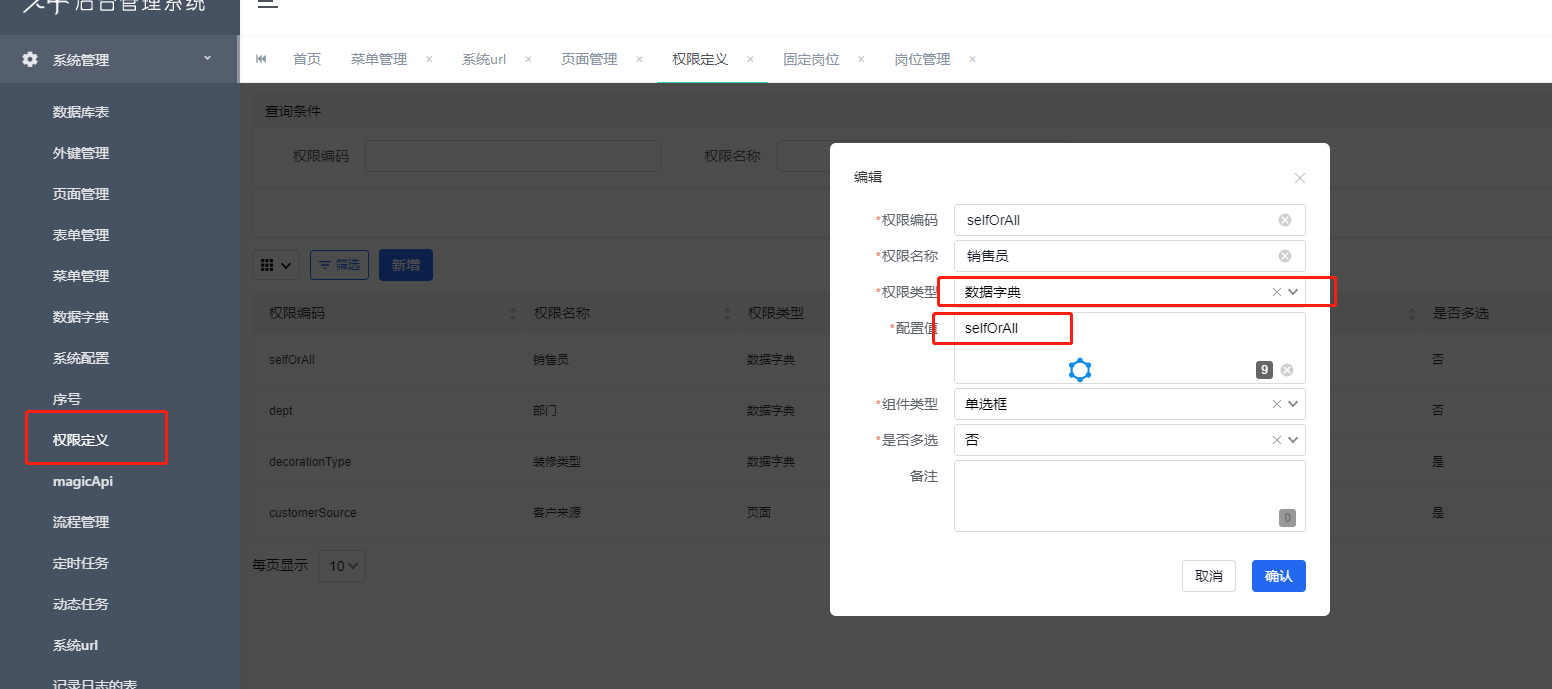 后台管理系统
系统管理
首页 菜单管理 × 系统url × 页面管理 × 权限定义 × 固定岗位 × 岗位管理 ×
数据库表
外键管理
页面管理
表单管理
菜单管理
数据字典
系统配置
序号
权限定义
magicApi
流程管理
定时任务
动态任务
系统url
记录日志的表
查询条件
权限编码
权限名称
筛选 新增
权限编码 权限名称 权限类型 是否多选
selfOrAll 销售员 数据字典 否
dept 部门 数据字典 否
decorationType 装修类型 数据字典 是
customerSource 客户来源 页面 是
每页显示 10
编辑
*权限编码 selfOrAll
*权限名称 销售员
*权限类型 数据字典
*配置值 selfOrAll
9
*组件类型 单选框
*是否多选 否
备注
0
取消 确认